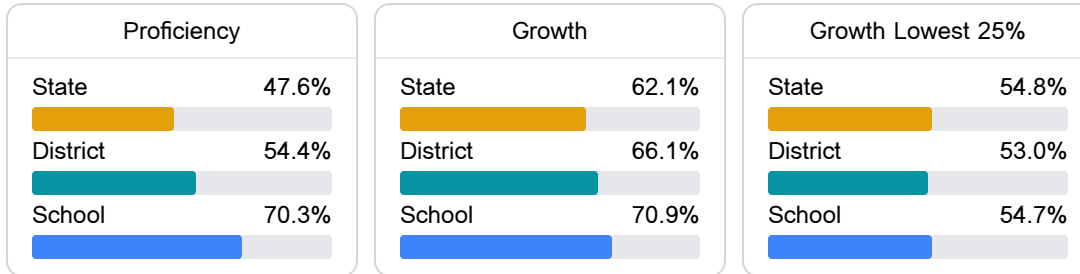 Proficiency
State 47.6%
District 54.4%
School 70.3%
Growth
State 62.1%
District 66.1%
School 70.9%
Growth Lowest 25%
State 54.8%
District 53.0%
School 54.7%